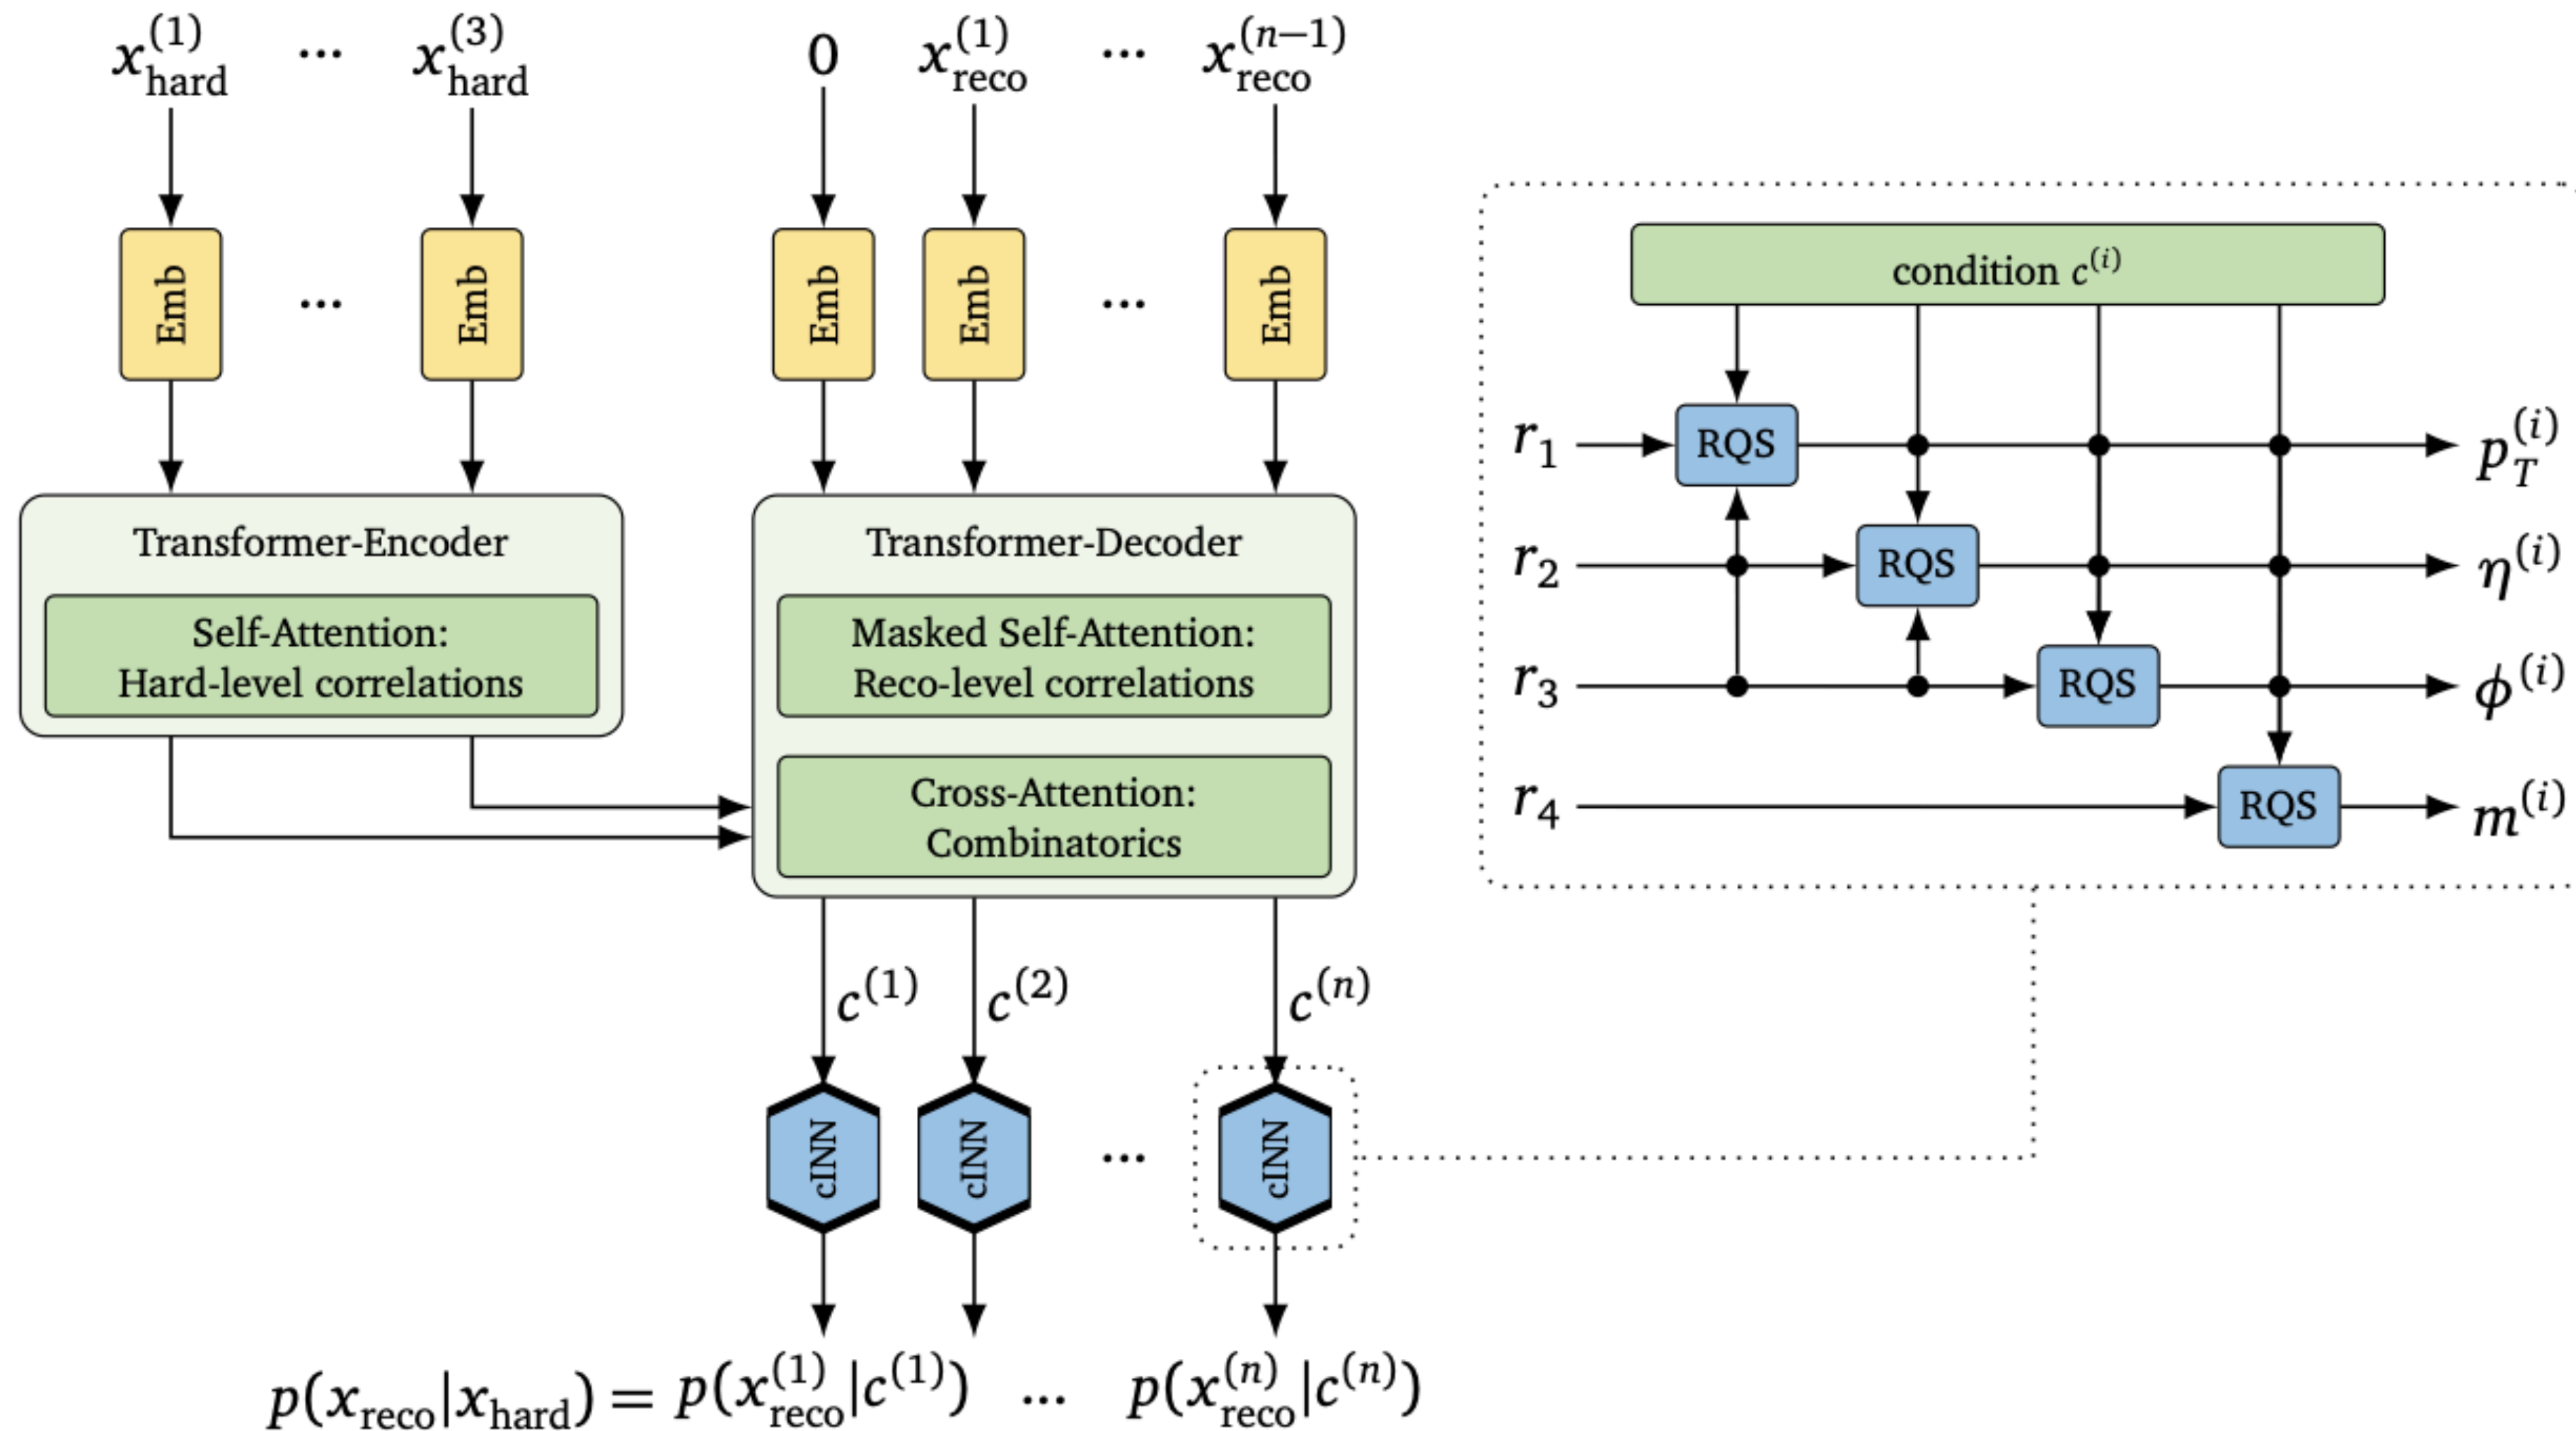 x_hard^(1) ... x_hard^(3) 0 x_reco^(1) ... x_reco^(n−1)
Emb ... Emb Emb Emb ... Emb
Transformer-Encoder
Self-Attention:
Hard-level correlations
Transformer-Decoder
Masked Self-Attention:
Reco-level correlations
Cross-Attention:
Combinatorics
c^(1) c^(2) c^(n)
cINN cINN ... cINN
p(x_reco|x_hard) = p(x_reco^(1)|c^(1)) ... p(x_reco^(n)|c^(n))
condition c^(i)
r_1 RQS p_T^(i)
r_2 RQS η^(i)
r_3 RQS ϕ^(i)
r_4 RQS m^(i)